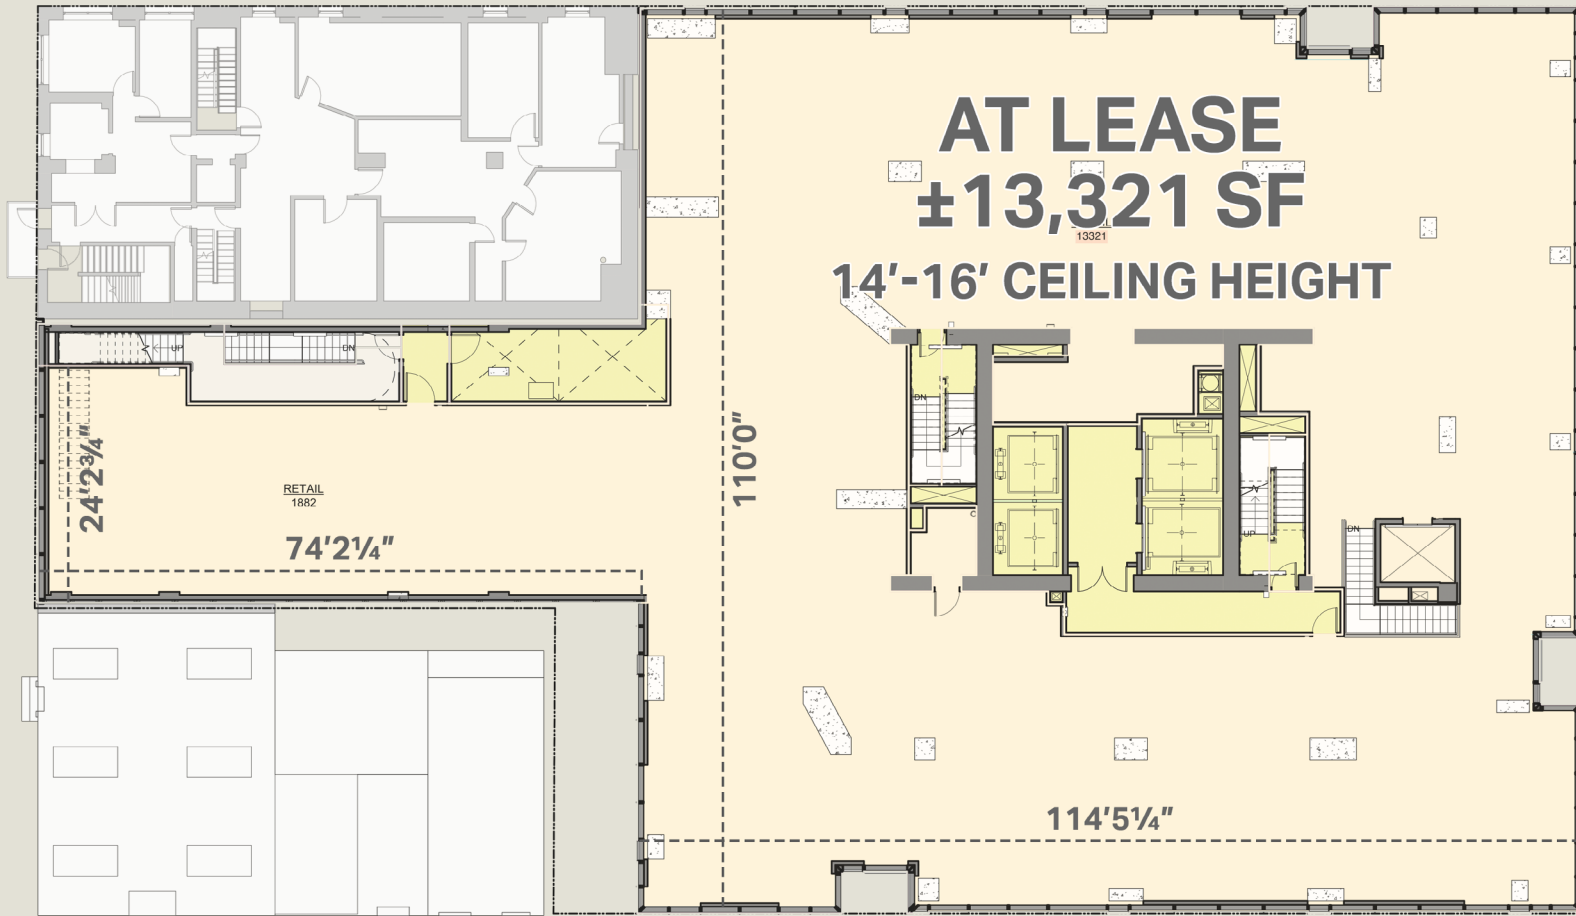 AT LEASE
±13,321 SF
13321
14'-16' CEILING HEIGHT
UP
DN
DN
24'2¾"
110'0"
RETAIL
1882
74'2¼"
UP
DN
114'5¼"